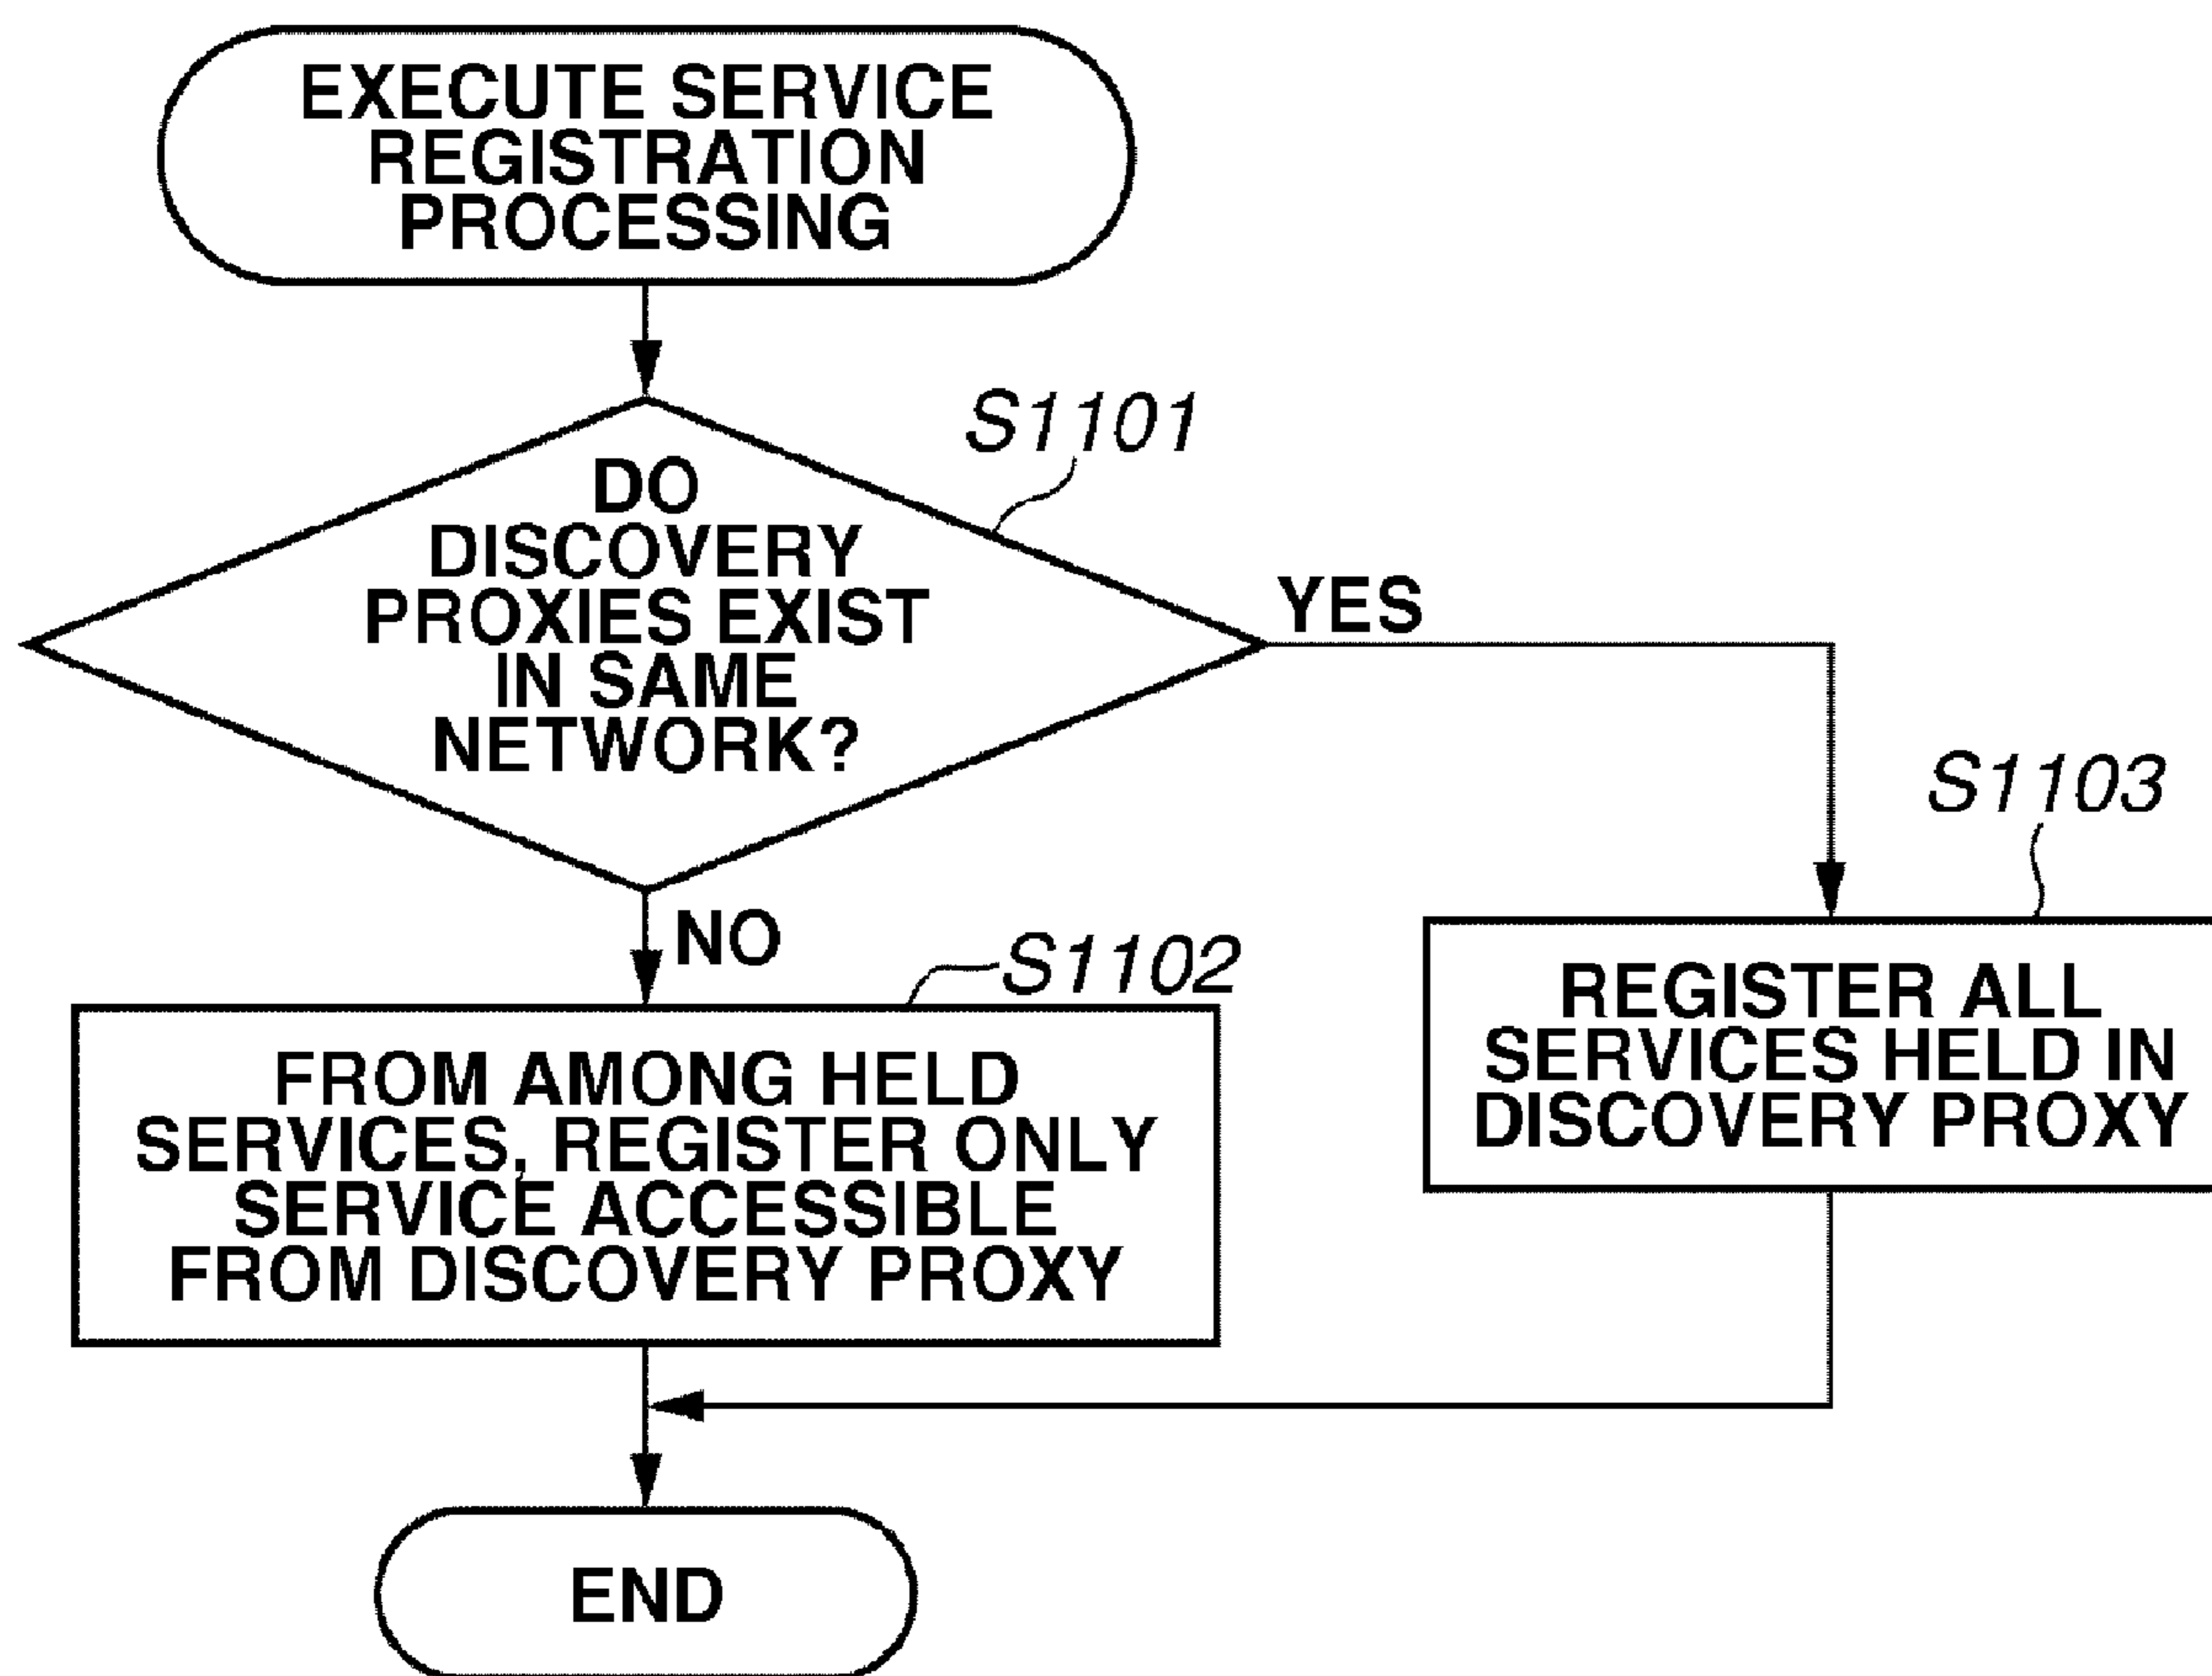 EXECUTE SERVICE
REGISTRATION
PROCESSING
S1101
DO
DISCOVERY
PROXIES EXIST
IN SAME
NETWORK?
YES
NO
S1102
FROM AMONG HELD
SERVICES, REGISTER ONLY
SERVICE ACCESSIBLE
FROM DISCOVERY PROXY
S1103
REGISTER ALL
SERVICES HELD IN
DISCOVERY PROXY
END